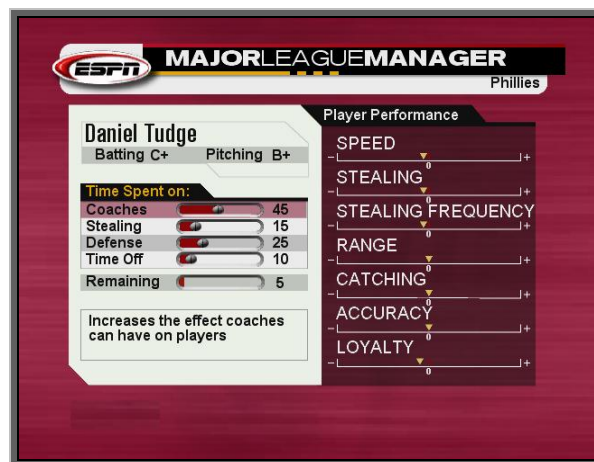 ESPN
MAJORLEAGUEMANAGER
Phillies
Daniel Tudge
Batting C+ Pitching B+
Time Spent on:
Coaches 45
Stealing 15
Defense 25
Time Off 10
Remaining 5
Increases the effect coaches
can have on players
Player Performance
SPEED
- +
0
STEALING
- +
0
STEALING FREQUENCY
- +
0
RANGE
- +
0
CATCHING
- +
0
ACCURACY
- +
0
LOYALTY
- +
0